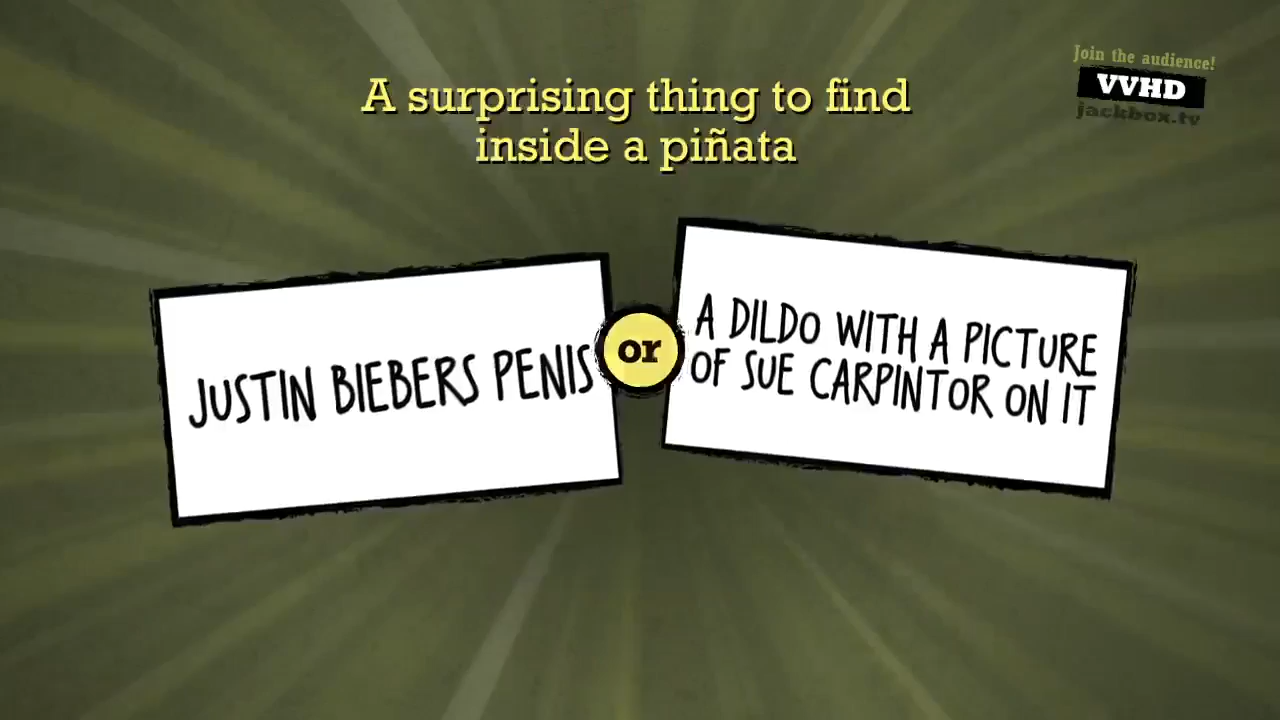 A surprising thing to find
inside a piñata
Join the audience!
VVHD
jackbox.tv
JUSTIN BIEBERS PENIS
or
A DILDO WITH A PICTURE
OF SUE CARPINTOR ON IT